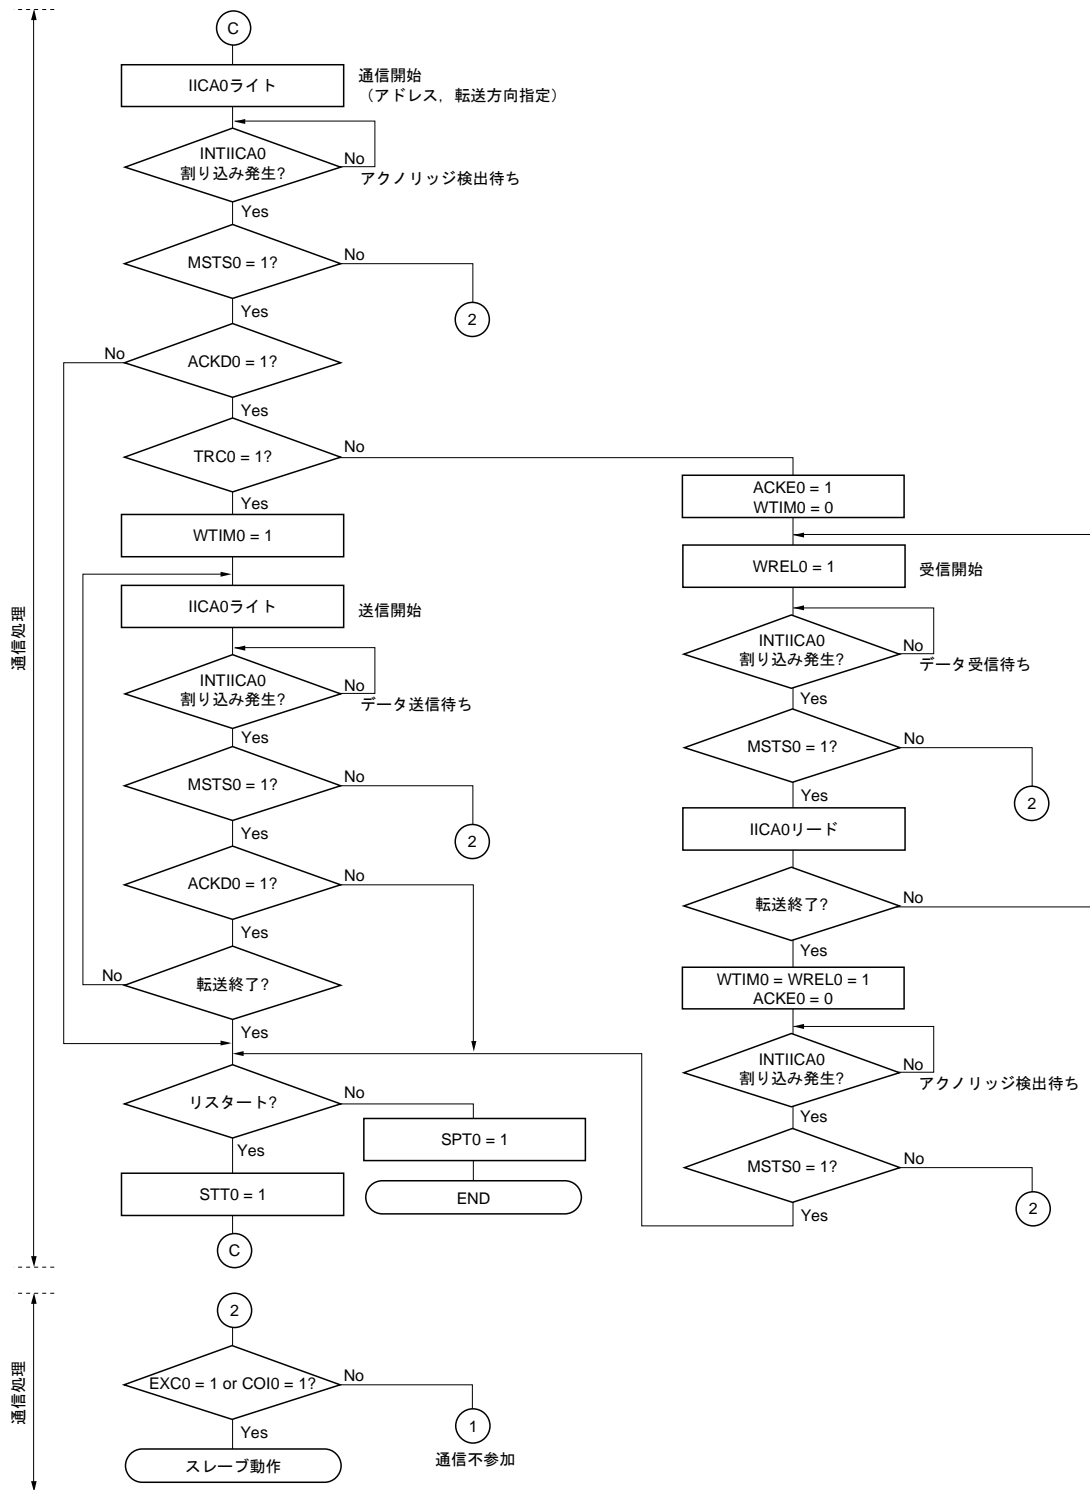 C
IICA0ライト
通信開始
（アドレス，転送方向指定）
INTIICA0
割り込み発生?
No
アクノリッジ検出待ち
Yes
MSTS0 = 1?
No
2
Yes
ACKD0 = 1?
No
Yes
TRC0 = 1?
No
Yes
WTIM0 = 1
IICA0ライト
送信開始
INTIICA0
割り込み発生?
No
データ送信待ち
Yes
MSTS0 = 1?
No
2
Yes
ACKD0 = 1?
No
Yes
転送終了?
No
Yes
リスタート?
No
SPT0 = 1
END
Yes
STT0 = 1
C
ACKE0 = 1
WTIM0 = 0
WREL0 = 1
受信開始
INTIICA0
割り込み発生?
No
データ受信待ち
Yes
MSTS0 = 1?
No
2
Yes
IICA0リード
転送終了?
No
Yes
WTIM0 = WREL0 = 1
ACKE0 = 0
INTIICA0
割り込み発生?
No
アクノリッジ検出待ち
Yes
MSTS0 = 1?
No
2
Yes
通信処理
2
EXC0 = 1 or COI0 = 1?
No
1
通信不参加
Yes
スレーブ動作
通信処理